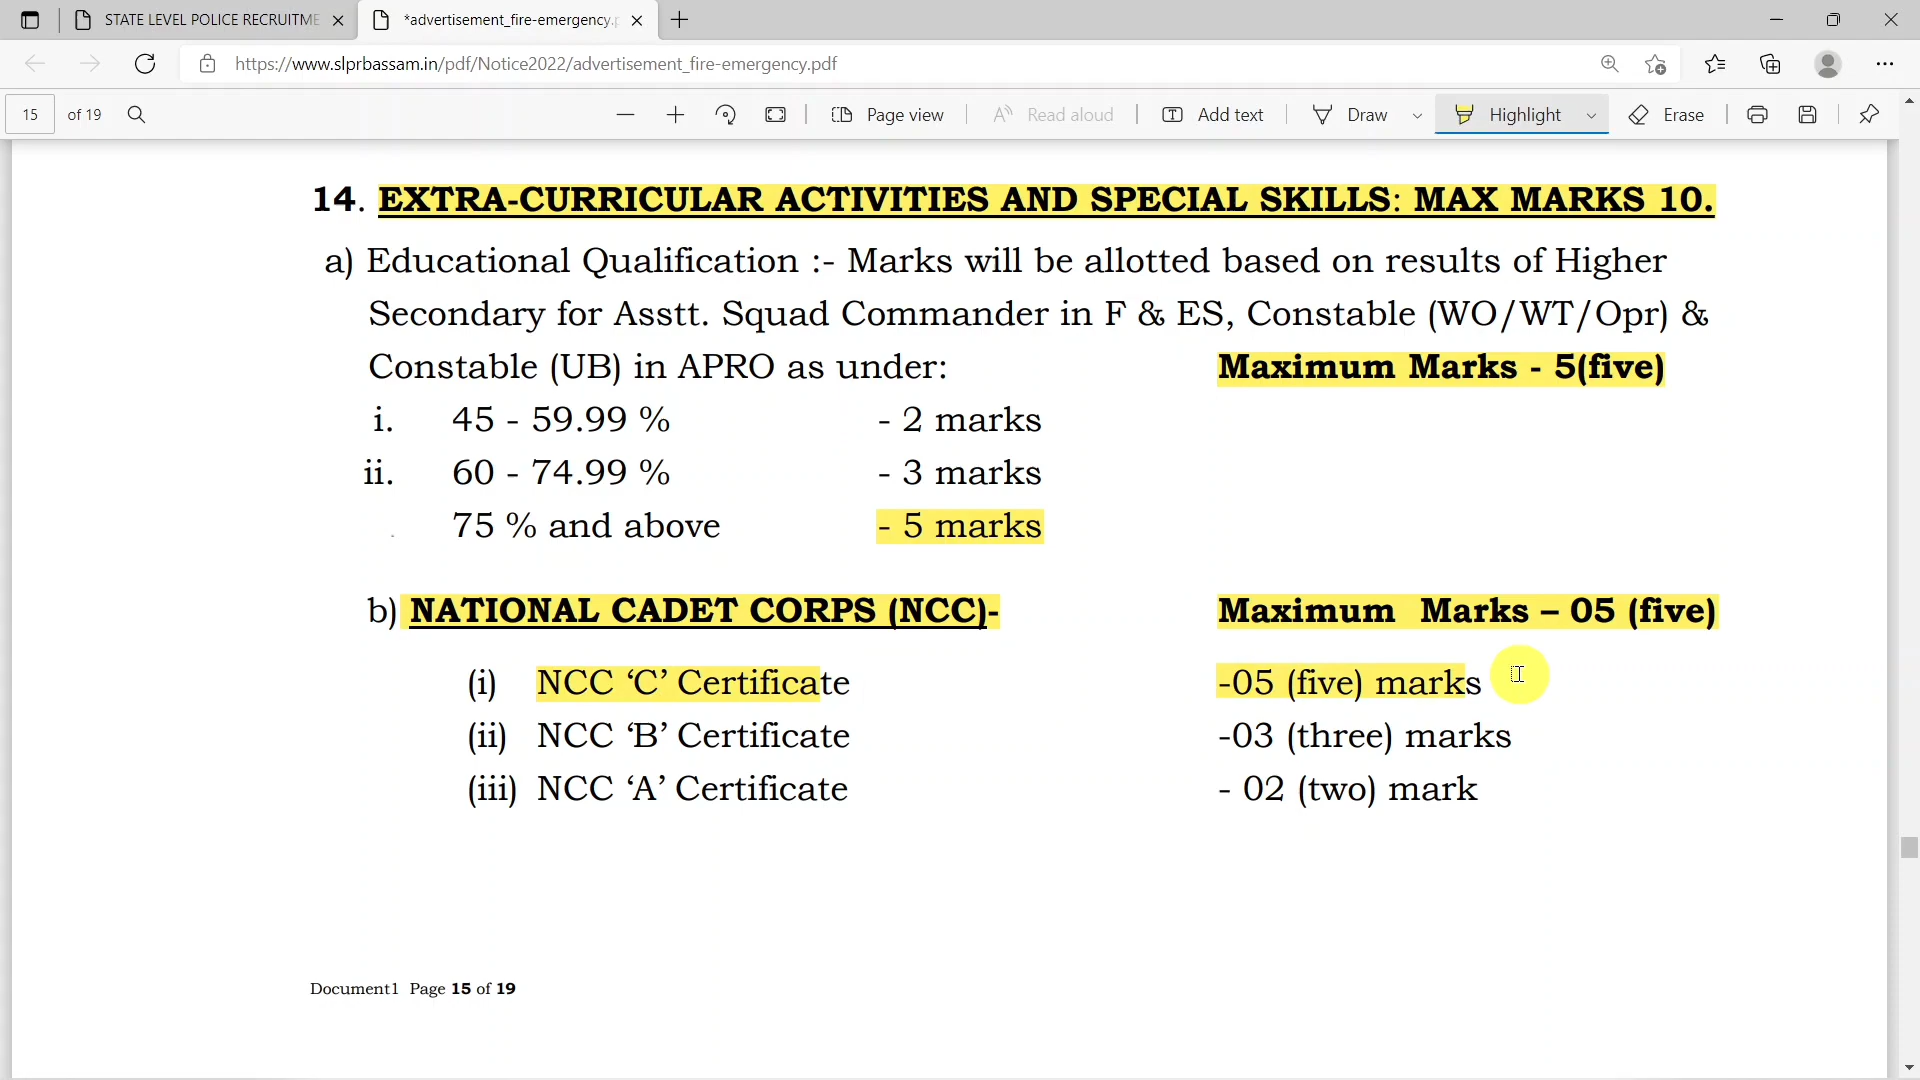 STATE LEVEL POLICE RECRUITME
*advertisement_fire-emergency.p
https://www.slprbassam.in/pdf/Notice2022/advertisement_fire-emergency.pdf
15 of 19 Page view Read aloud Add text Draw Highlight Erase
14. EXTRA-CURRICULAR ACTIVITIES AND SPECIAL SKILLS: MAX MARKS 10.
a) Educational Qualification :- Marks will be allotted based on results of Higher
Secondary for Asstt. Squad Commander in F & ES, Constable (WO/WT/Opr) &
Constable (UB) in APRO as under: Maximum Marks - 5(five)
i. 45 - 59.99 % - 2 marks
ii. 60 - 74.99 % - 3 marks
75 % and above - 5 marks
b) NATIONAL CADET CORPS (NCC)- Maximum Marks – 05 (five)
(i) NCC ‘C’ Certificate -05 (five) marks
(ii) NCC ‘B’ Certificate -03 (three) marks
(iii) NCC ‘A’ Certificate - 02 (two) mark
Document1 Page 15 of 19